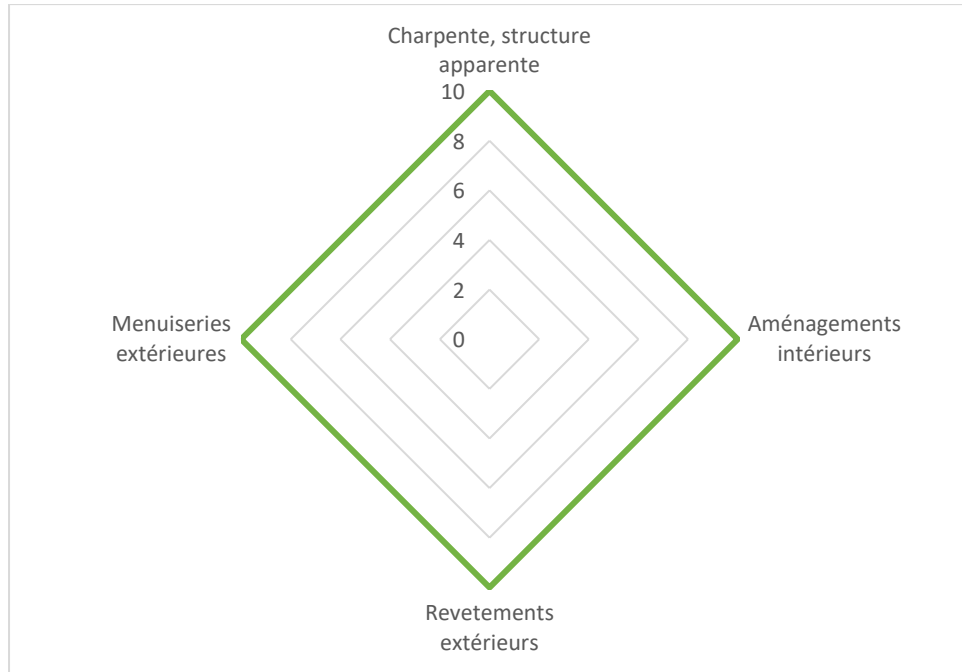 Charpente, structure
apparente
10
8
6
4
2
0
Menuiseries
extérieures
Aménagements
intérieurs
Revetements
extérieurs